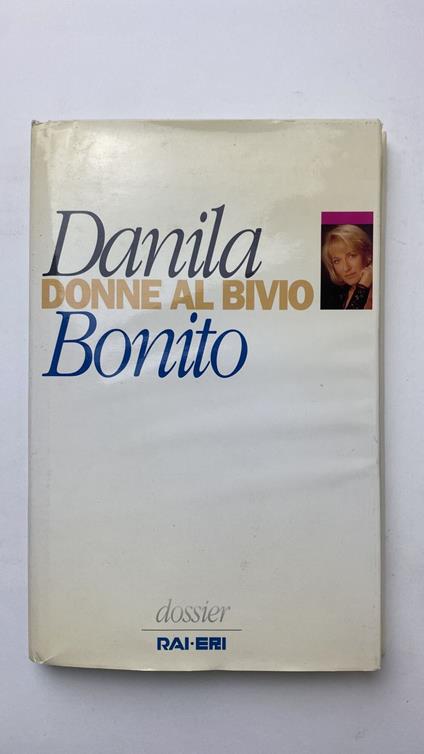 Danila
DONNE AL BIVIO
Bonito
dossier
RAI-ERI